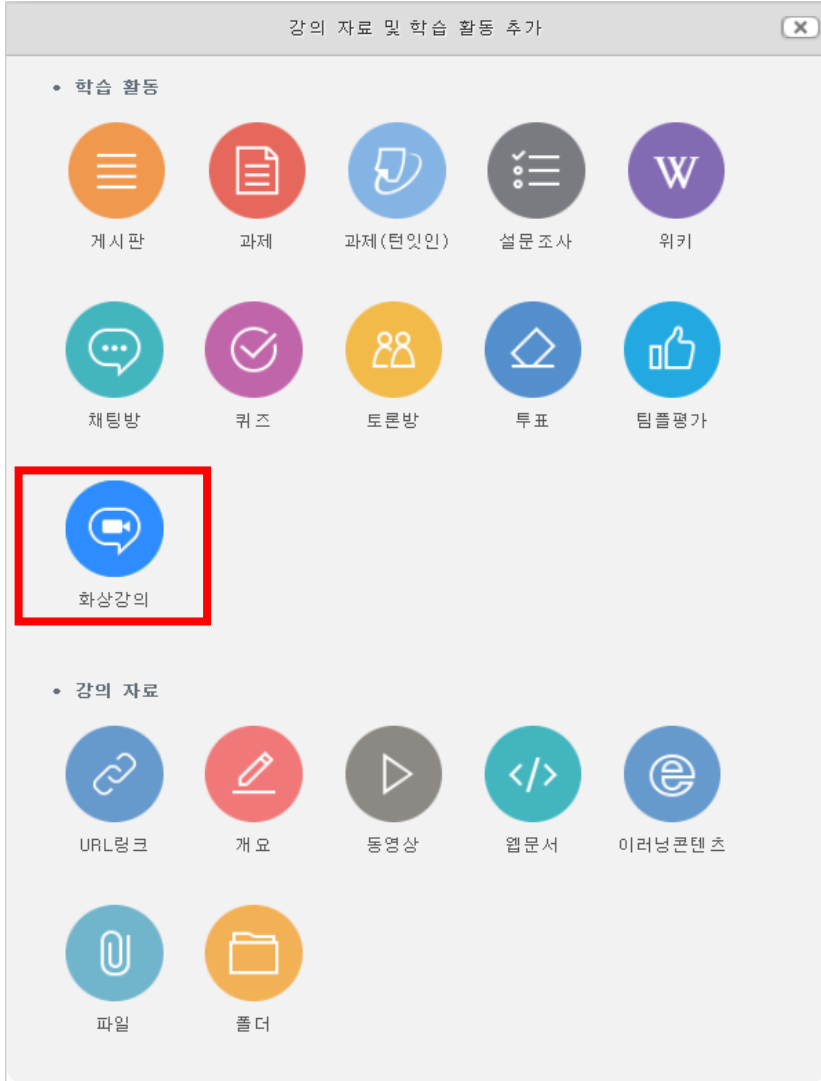 강의 자료 및 학습 활동 추가
• 학습 활동
게시판 과제 과제(턴잇인) 설문조사 위키
채팅방 퀴즈 토론방 투표 팀플평가
화상강의
• 강의 자료
URL링크 개요 동영상 웹문서 이러닝콘텐츠
파일 폴더